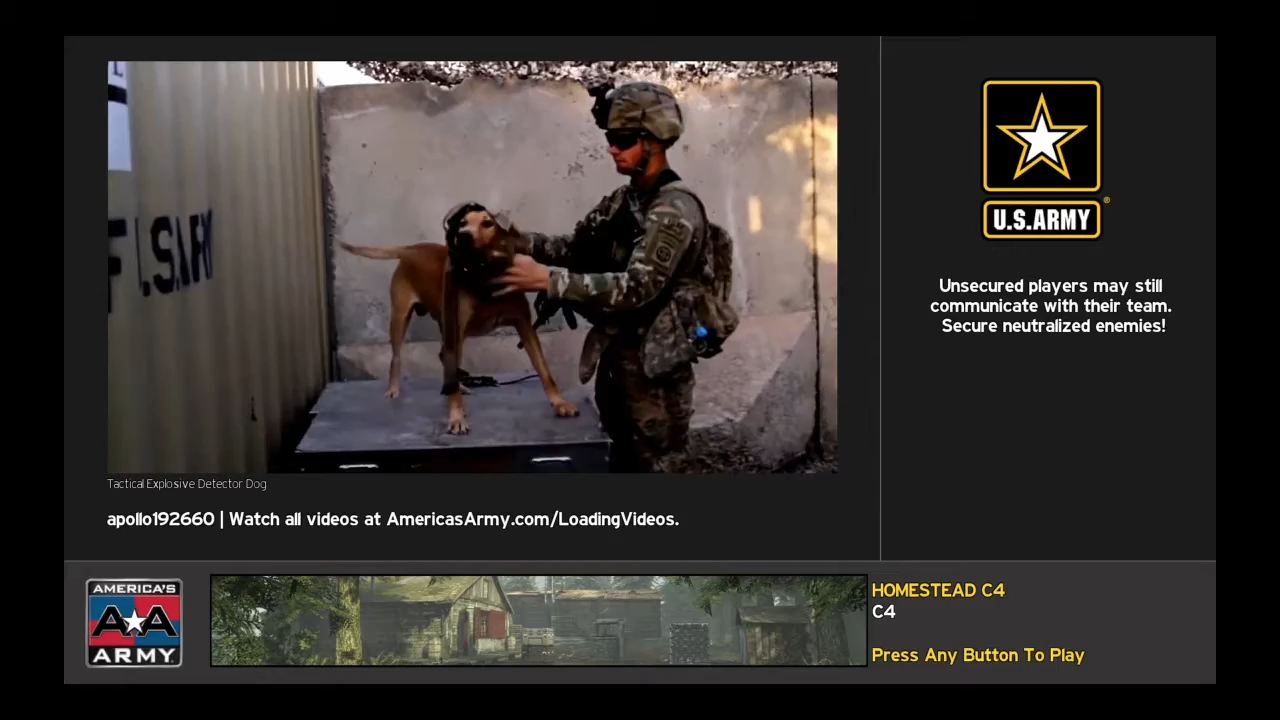 U.S.ARMY
Unsecured players may still
communicate with their team.
Secure neutralized enemies!
Tactical Explosive Detector Dog
apollo192660 | Watch all videos at AmericasArmy.com/LoadingVideos.
AMERICA'S
AA
ARMY
HOMESTEAD C4
C4
Press Any Button To Play